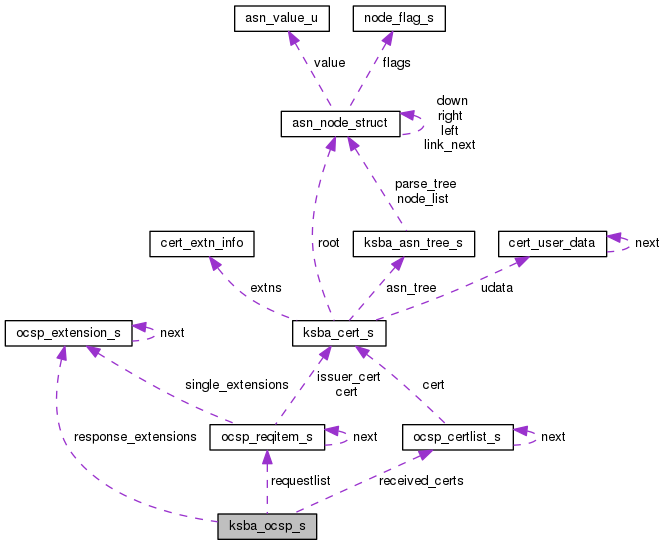 asn_value_u
node_flag_s
value
flags
asn_node_struct
down
right
left
link_next
parse_tree
node_list
cert_extn_info
root
ksba_asn_tree_s
cert_user_data
next
extns
asn_tree
udata
ocsp_extension_s
next
ksba_cert_s
single_extensions
issuer_cert
cert
cert
response_extensions
ocsp_reqitem_s
next
ocsp_certlist_s
next
requestlist
received_certs
ksba_ocsp_s